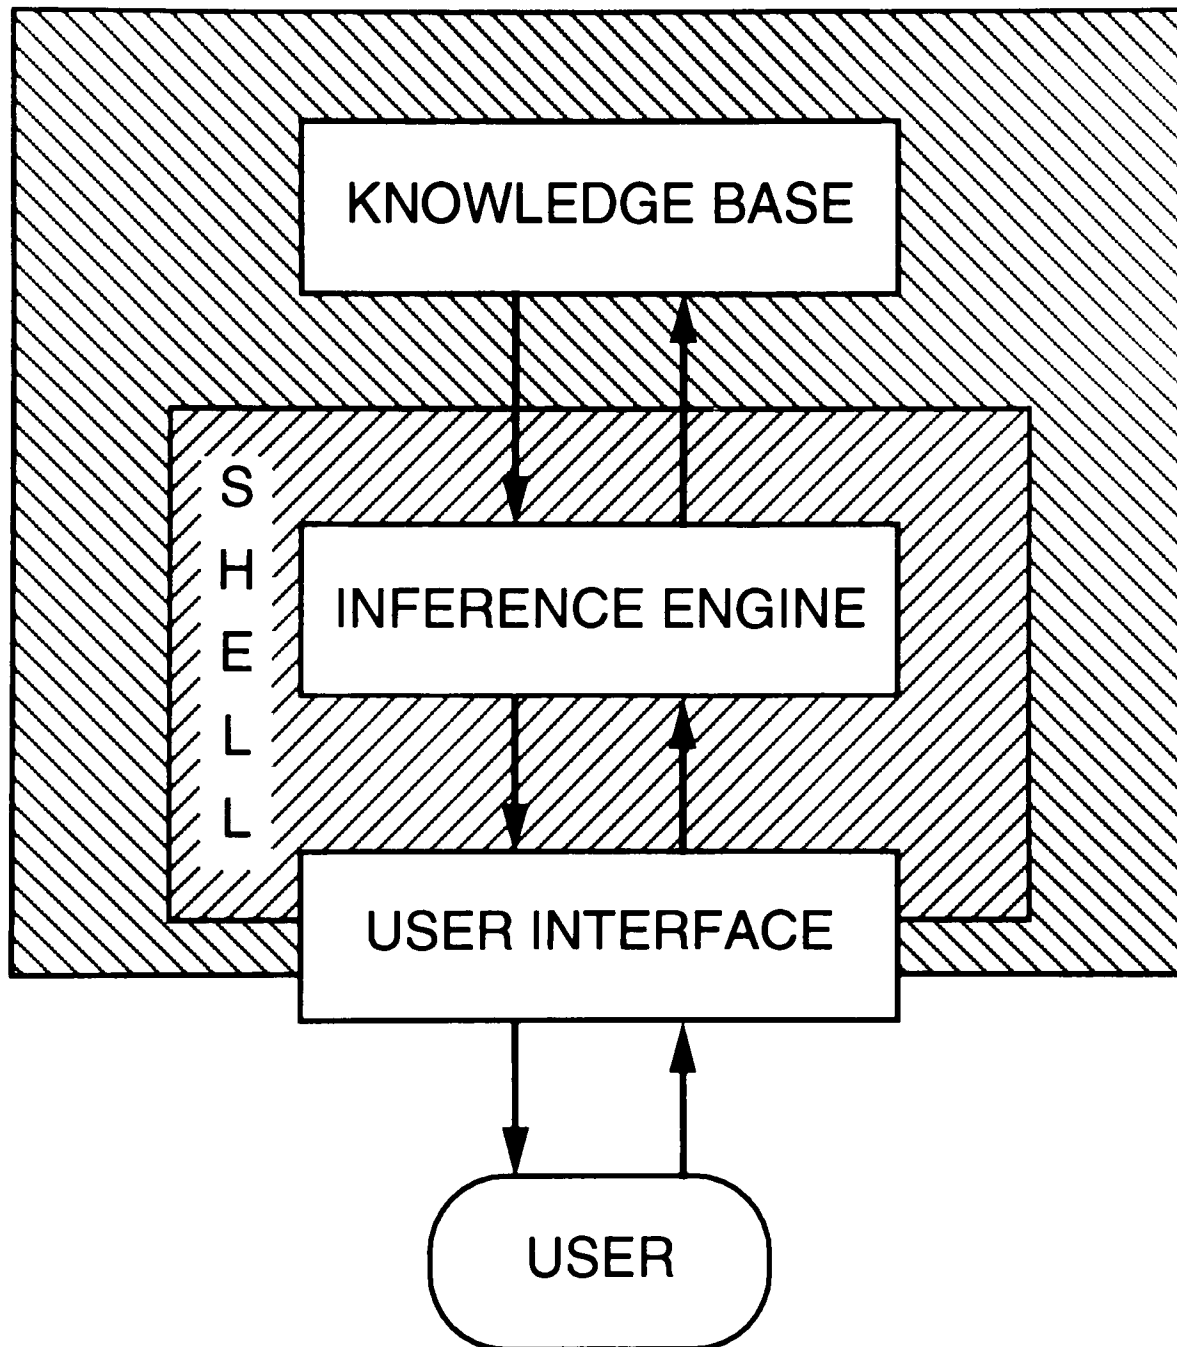 KNOWLEDGE BASE
S
H
E
L
L
INFERENCE ENGINE
USER INTERFACE
USER